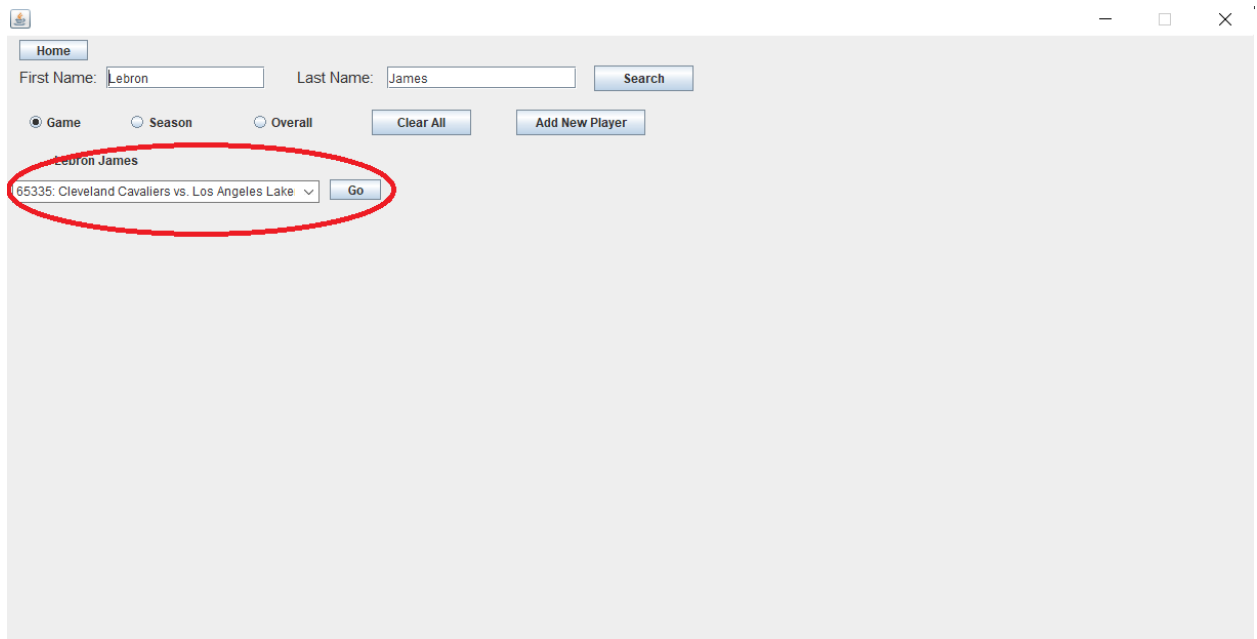 Home
First Name: Lebron Last Name: James Search
Game Season Overall Clear All Add New Player
Lebron James
65335: Cleveland Cavaliers vs. Los Angeles Lake Go